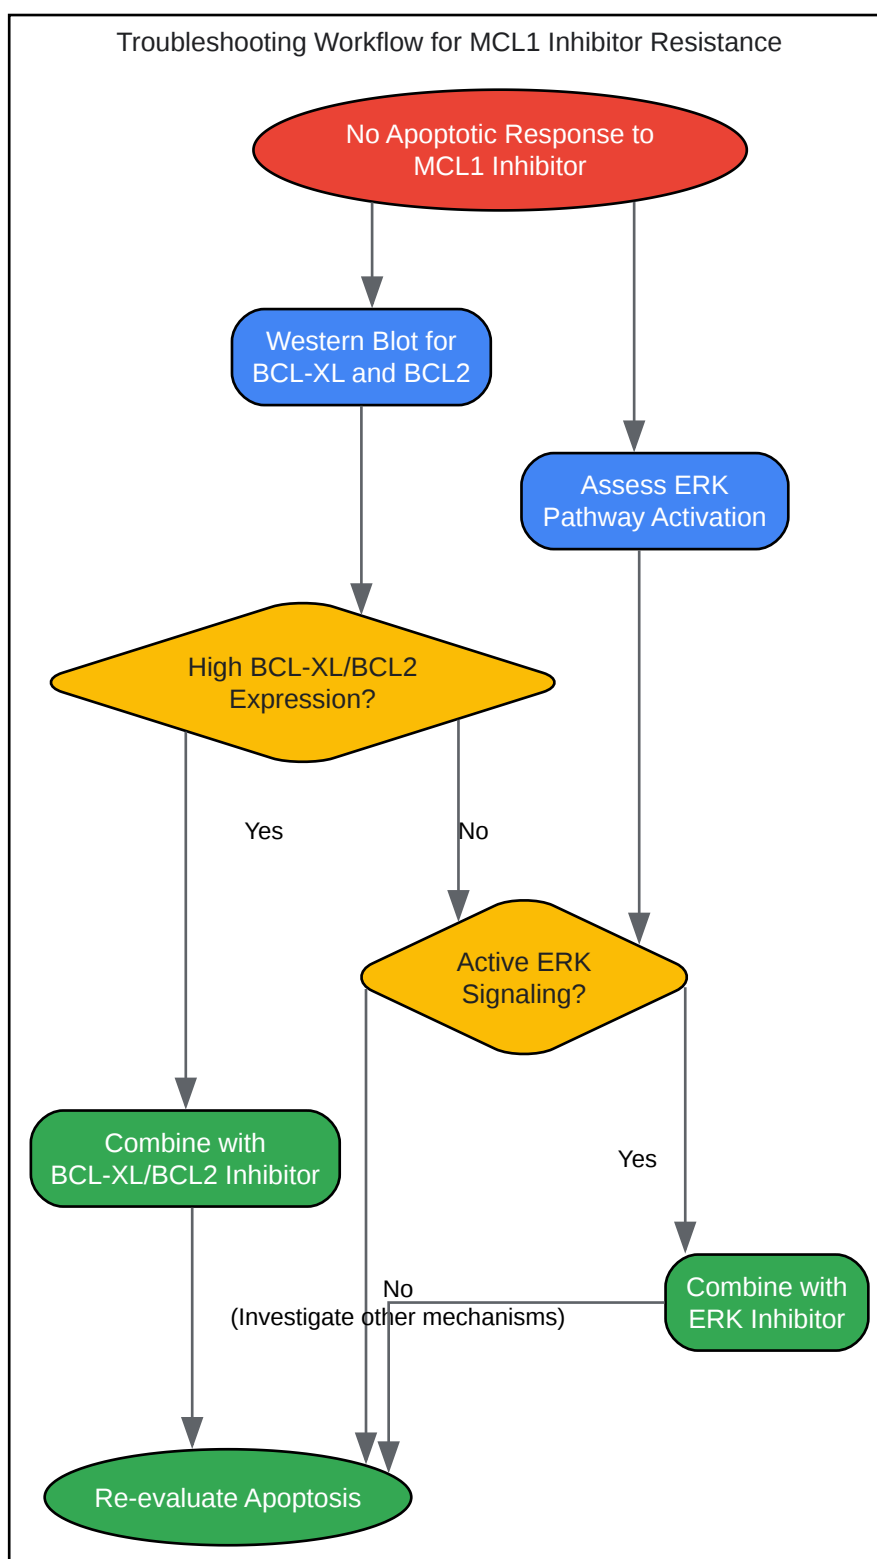 Troubleshooting Workflow for MCL1 Inhibitor Resistance
No Apoptotic Response to
MCL1 Inhibitor
Western Blot for
BCL-XL and BCL2
Assess ERK
Pathway Activation
High BCL-XL/BCL2
Expression?
Yes
No
Active ERK
Signaling?
Combine with
BCL-XL/BCL2 Inhibitor
Yes
No
(Investigate other mechanisms)
Combine with
ERK Inhibitor
Re-evaluate Apoptosis